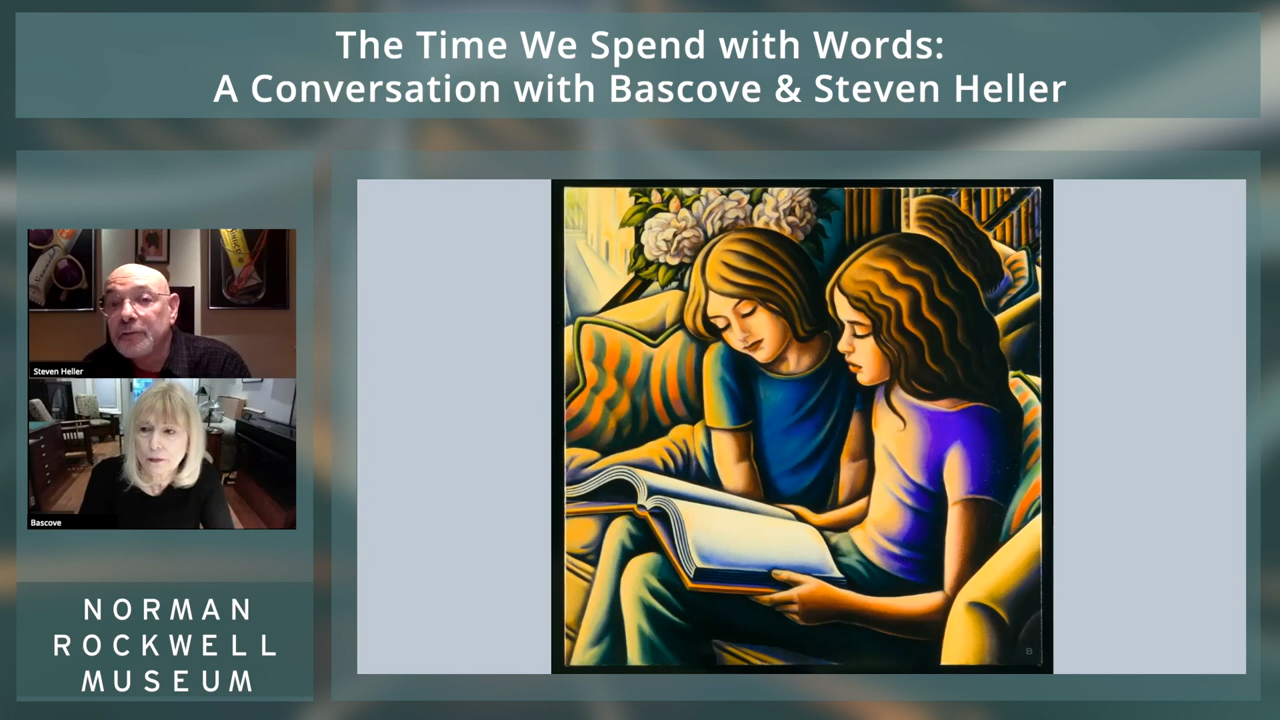 The Time We Spend with Words:
A Conversation with Bascove & Steven Heller
Steven Heller
Bascove
NORMAN
ROCKWELL
MUSEUM
B